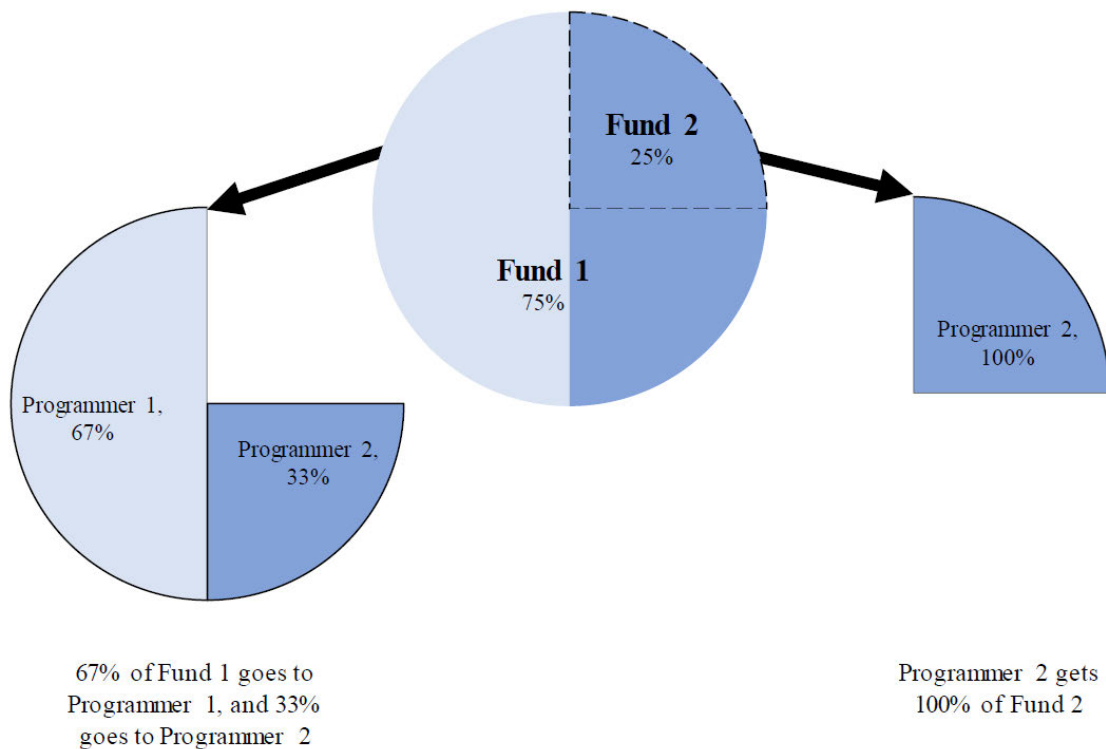 Fund 2
25%
Fund 1
75%
Programmer 1,
67%
Programmer 2,
33%
Programmer 2,
100%
67% of Fund 1 goes to
Programmer 1, and 33%
goes to Programmer 2
Programmer 2 gets
100% of Fund 2